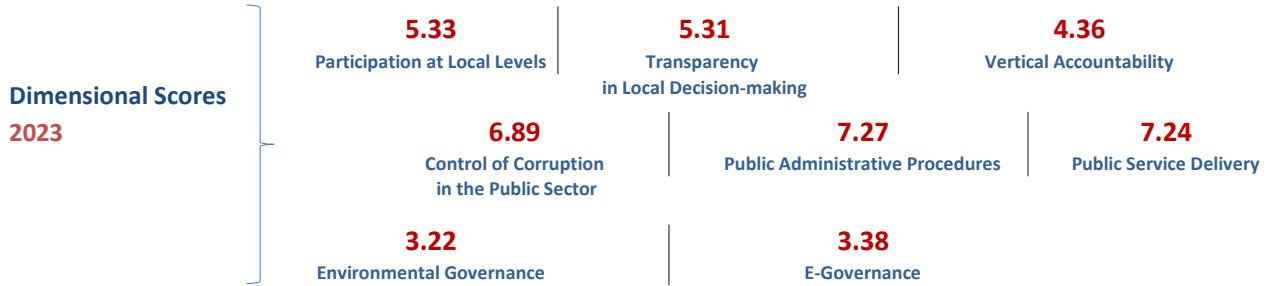 Dimensional Scores
2023
5.33
Participation at Local Levels
5.31
Transparency
in Local Decision-making
4.36
Vertical Accountability
6.89
Control of Corruption
in the Public Sector
7.27
Public Administrative Procedures
7.24
Public Service Delivery
3.22
Environmental Governance
3.38
E-Governance